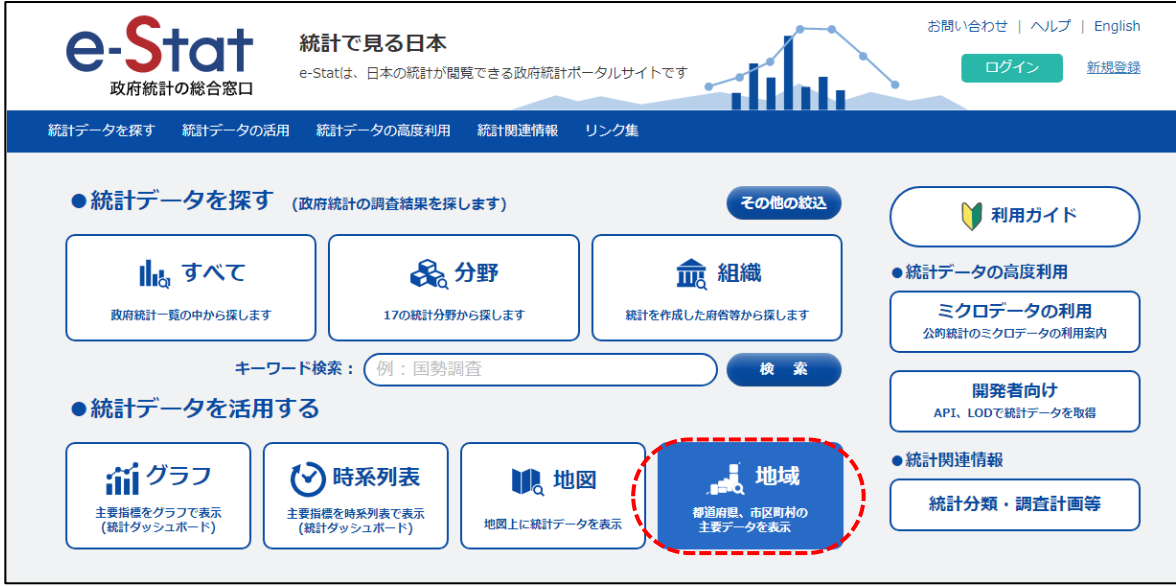 e-Stat
政府統計の総合窓口
統計で見る日本
e-Statは、日本の統計が閲覧できる政府統計ポータルサイトです
お問い合わせ | ヘルプ | English
ログイン
新規登録
統計データを探す 統計データの活用 統計データの高度利用 統計関連情報 リンク集
●統計データを探す (政府統計の調査結果を探します)
その他の絞込
すべて
政府統計一覧の中から探します
分野
17の統計分野から探します
組織
統計を作成した府省等から探します
キーワード検索: 例：国勢調査
検 索
●統計データを活用する
グラフ
主要指標をグラフで表示
(統計ダッシュボード)
時系列表
主要指標を時系列表で表示
(統計ダッシュボード)
地図
地図上に統計データを表示
地域
都道府県、市区町村の
主要データを表示
利用ガイド
●統計データの高度利用
ミクロデータの利用
公的統計のミクロデータの利用案内
開発者向け
API、LODで統計データを取得
●統計関連情報
統計分類・調査計画等